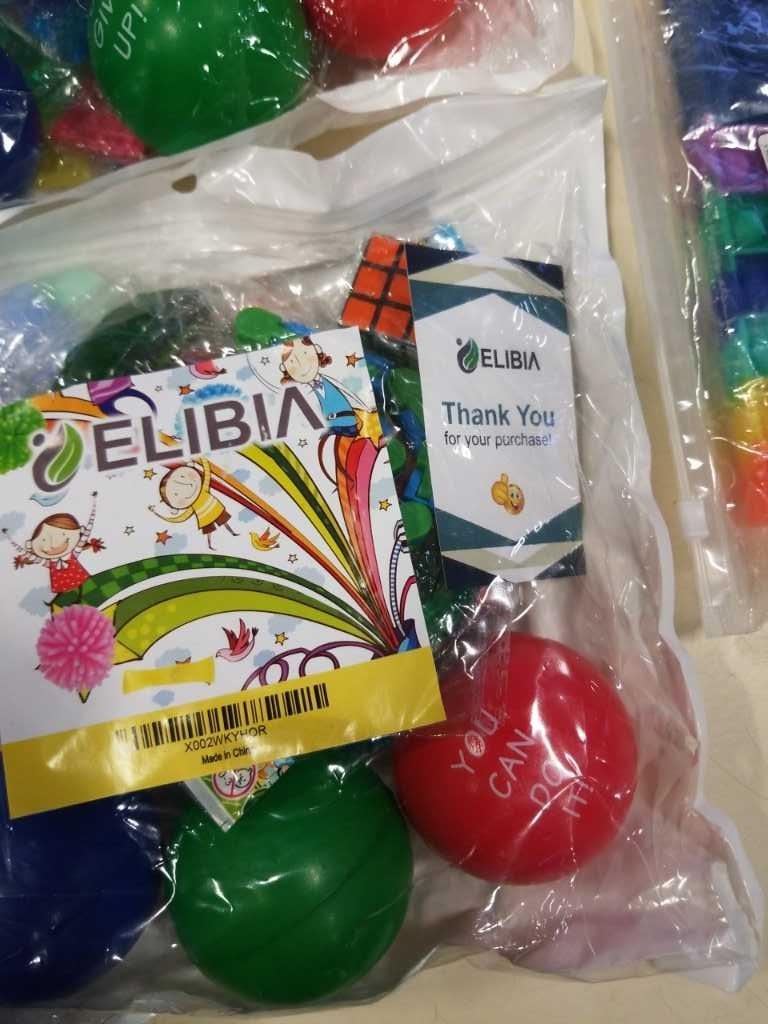 GIVE
UP!
ELIBIA
ELIBIA
Thank You
for your purchase!
X002WKYHOR
Made in China
YOU
CAN
DO
IT!